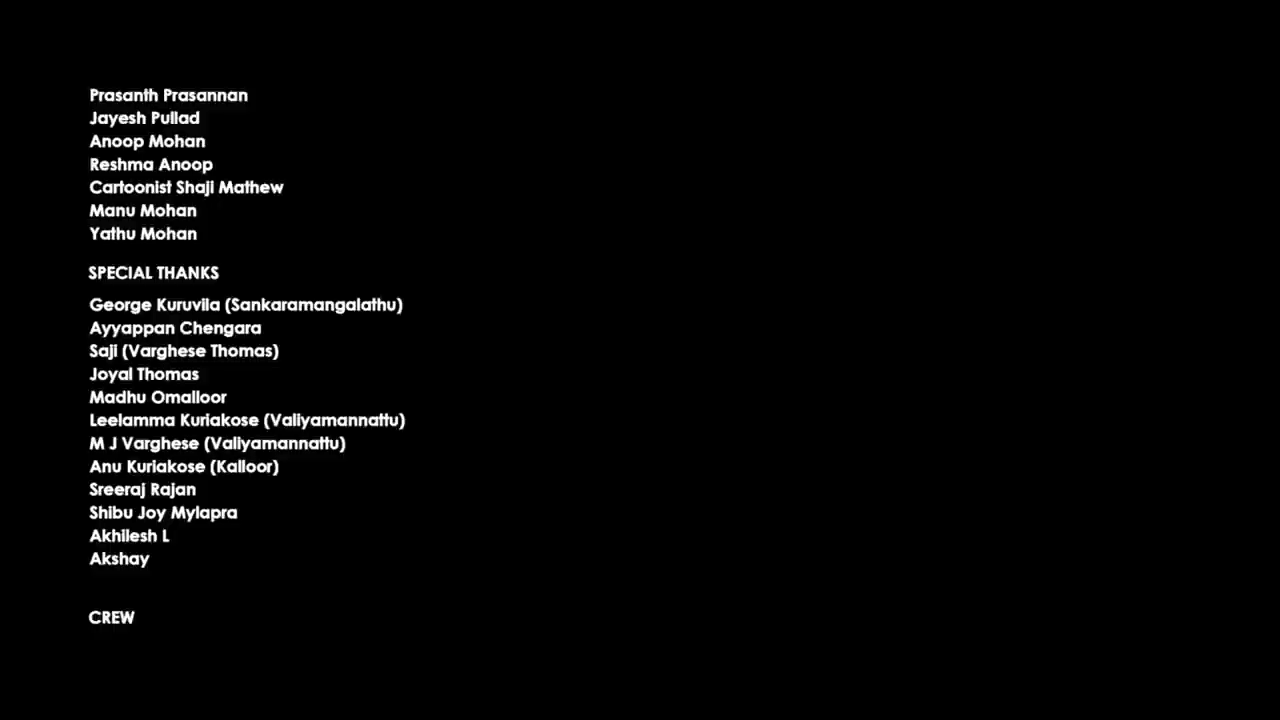 Prasanth Prasannan
Jayesh Pullad
Anoop Mohan
Reshma Anoop
Cartoonist Shaji Mathew
Manu Mohan
Yathu Mohan
SPECIAL THANKS
George Kuruvila (Sankaramangalathu)
Ayyappan Chengara
Saji (Varghese Thomas)
Joyal Thomas
Madhu Omalloor
Leelamma Kuriakose (Valiyamannattu)
M J Varghese (Valiyamannattu)
Anu Kuriakose (Kalloor)
Sreeraj Rajan
Shibu Joy Mylapra
Akhilesh L
Akshay
CREW